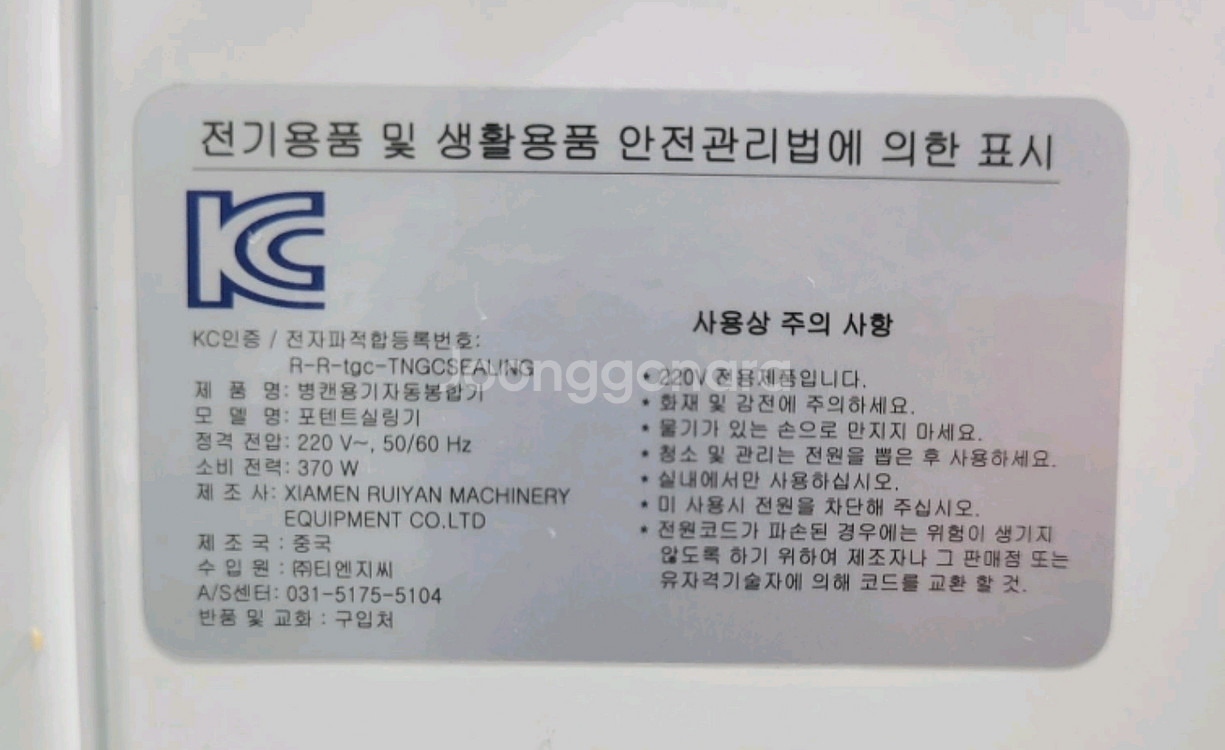 전기용품 및 생활용품 안전관리법에 의한 표시
KC
KC인증 / 전자파적합등록번호:
R-R-tgc-TNGCSEALING
제 품 명: 병캔용기자동봉합기
모 델 명: 포텐트실링기
정격 전압: 220 V~, 50/60 Hz
소비 전력: 370 W
제 조 사: XIAMEN RUIYAN MACHINERY
EQUIPMENT CO.LTD
제 조 국 : 중국
수 입 원 : ㈜티엔지씨
A/S센터: 031-5175-5104
반품 및 교화 : 구입처
사용상 주의 사항
* 220V 전용제품입니다.
* 화재 및 감전에 주의하세요.
* 물기가 있는 손으로 만지지 마세요.
* 청소 및 관리는 전원을 뽑은 후 사용하세요.
* 실내에서만 사용하십시오.
* 미 사용시 전원을 차단해 주십시오.
* 전원코드가 파손된 경우에는 위험이 생기지
않도록 하기 위하여 제조자나 그 판매점 또는
유자격기술자에 의해 코드를 교환 할 것.
Joonggonara